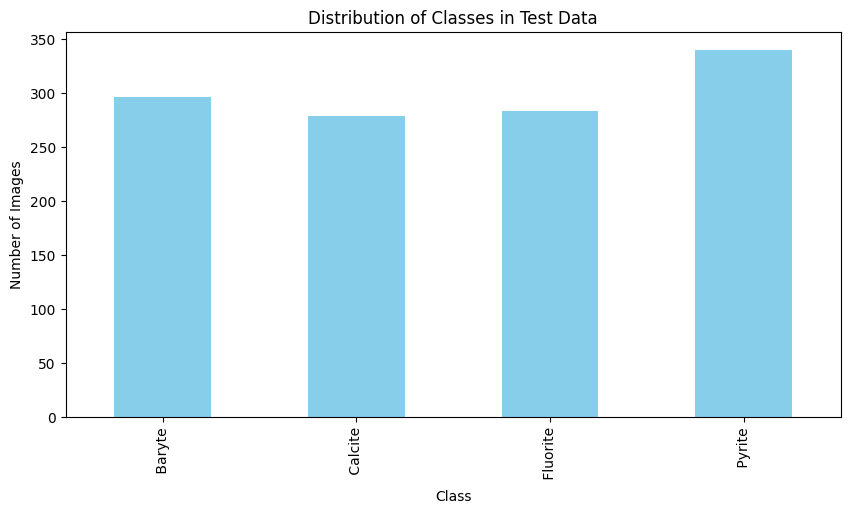 Distribution of Classes in Test Data
Number of Images
350
300
250
200
150
100
50
0
Baryte
Calcite
Fluorite
Pyrite
Class